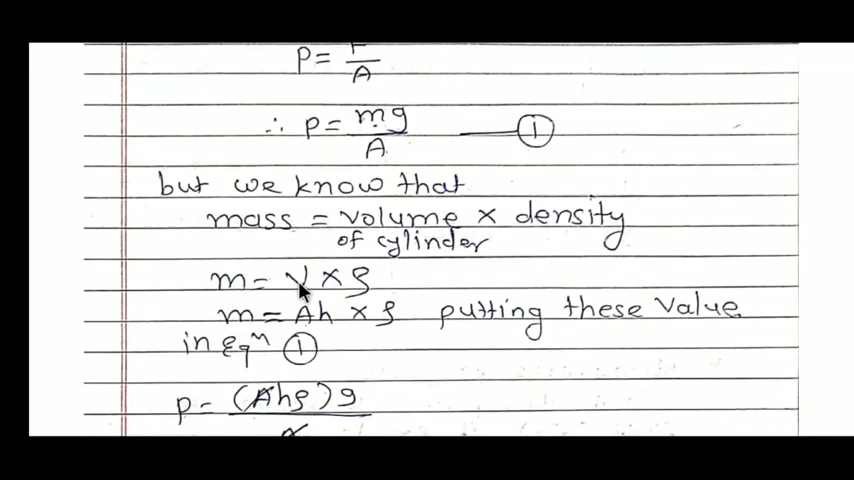 P = F/A
∴ P = mg/A — ①
but we know that
mass = volume × density
of cylinder
m = V × ρ
m = Ah × ρ putting these value
in Eqⁿ ①
P = (Ahρ)g/A